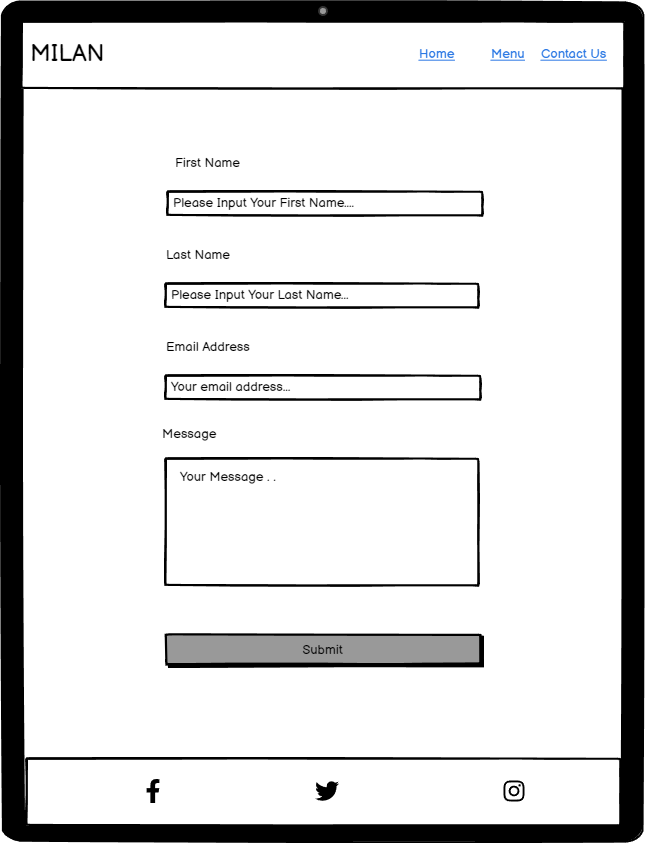 MILAN
Home Menu Contact Us
First Name
Please Input Your First Name....
Last Name
Please Input Your Last Name...
Email Address
Your email address...
Message
Your Message . .
Submit